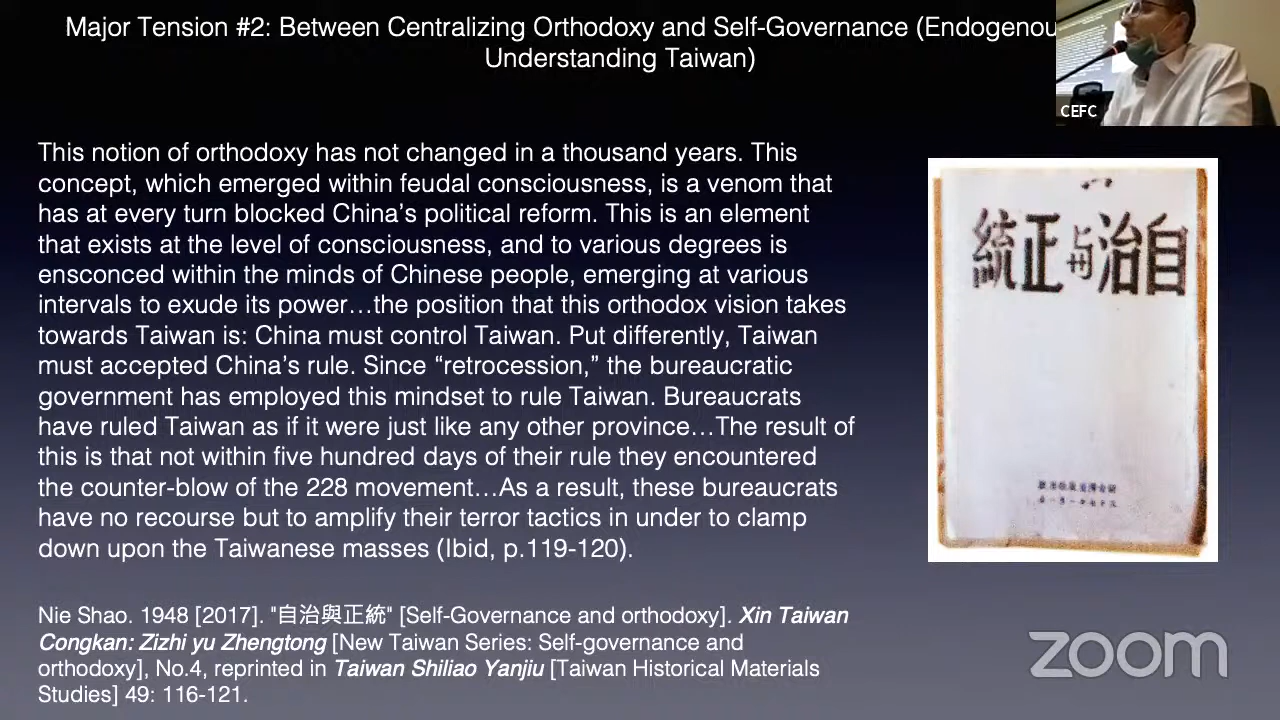 Major Tension #2: Between Centralizing Orthodoxy and Self-Governance (Endogenou
Understanding Taiwan)
CEFC
This notion of orthodoxy has not changed in a thousand years. This
concept, which emerged within feudal consciousness, is a venom that
has at every turn blocked China's political reform. This is an element
that exists at the level of consciousness, and to various degrees is
ensconced within the minds of Chinese people, emerging at various
intervals to exude its power…the position that this orthodox vision takes
towards Taiwan is: China must control Taiwan. Put differently, Taiwan
must accepted China's rule. Since “retrocession,” the bureaucratic
government has employed this mindset to rule Taiwan. Bureaucrats
have ruled Taiwan as if it were just like any other province…The result of
this is that not within five hundred days of their rule they encountered
the counter-blow of the 228 movement…As a result, these bureaucrats
have no recourse but to amplify their terror tactics in under to clamp
down upon the Taiwanese masses (Ibid, p.119-120).
統正与治自
Nie Shao. 1948 [2017]. "自治與正統" [Self-Governance and orthodoxy]. Xin Taiwan
Congkan: Zizhi yu Zhengtong [New Taiwan Series: Self-governance and
orthodoxy], No.4, reprinted in Taiwan Shiliao Yanjiu [Taiwan Historical Materials
Studies] 49: 116-121.
zoom